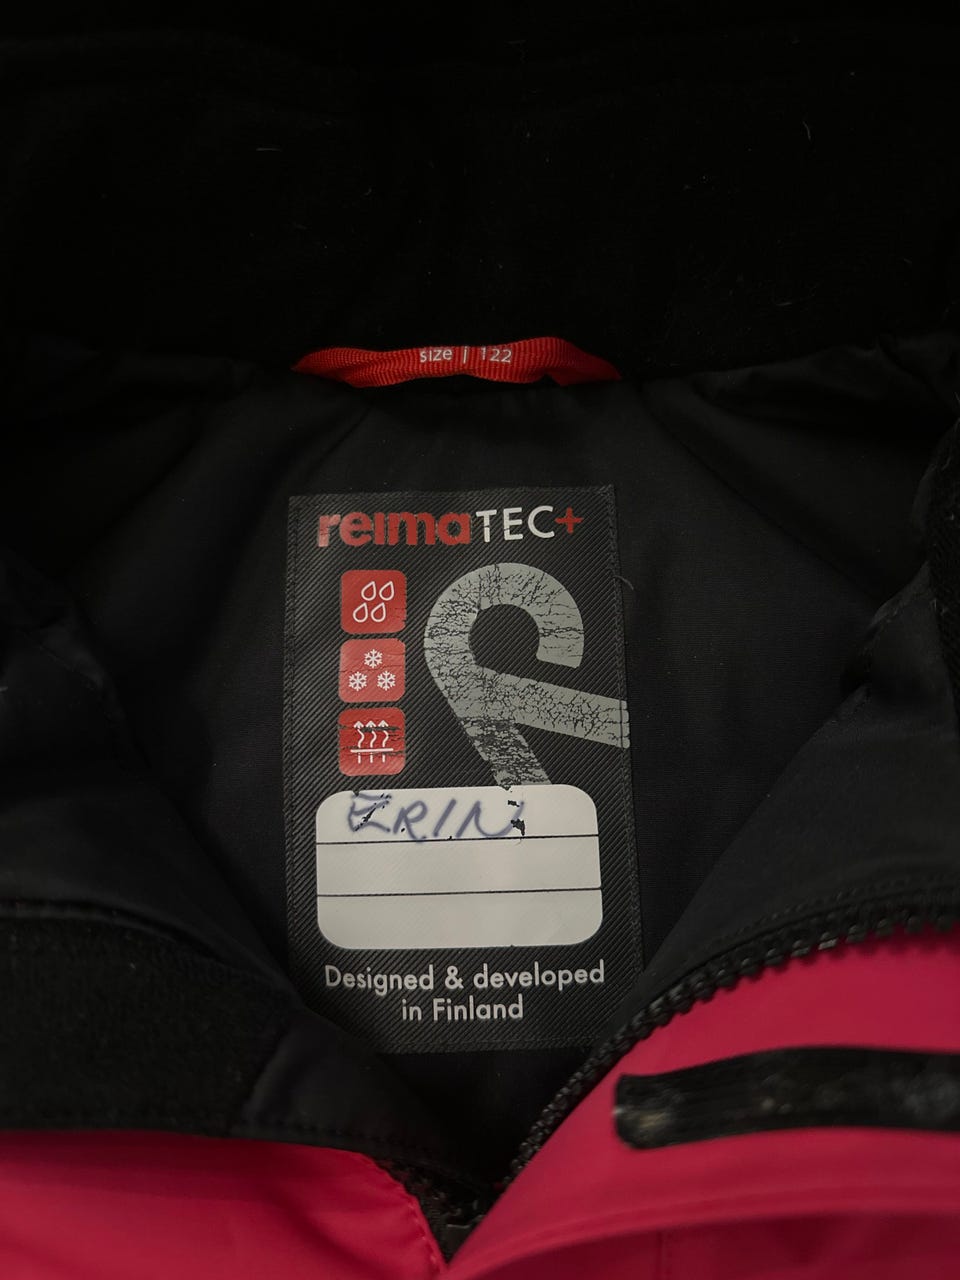 size | 122
reimaTEC+
ERIN
Designed & developed
in Finland